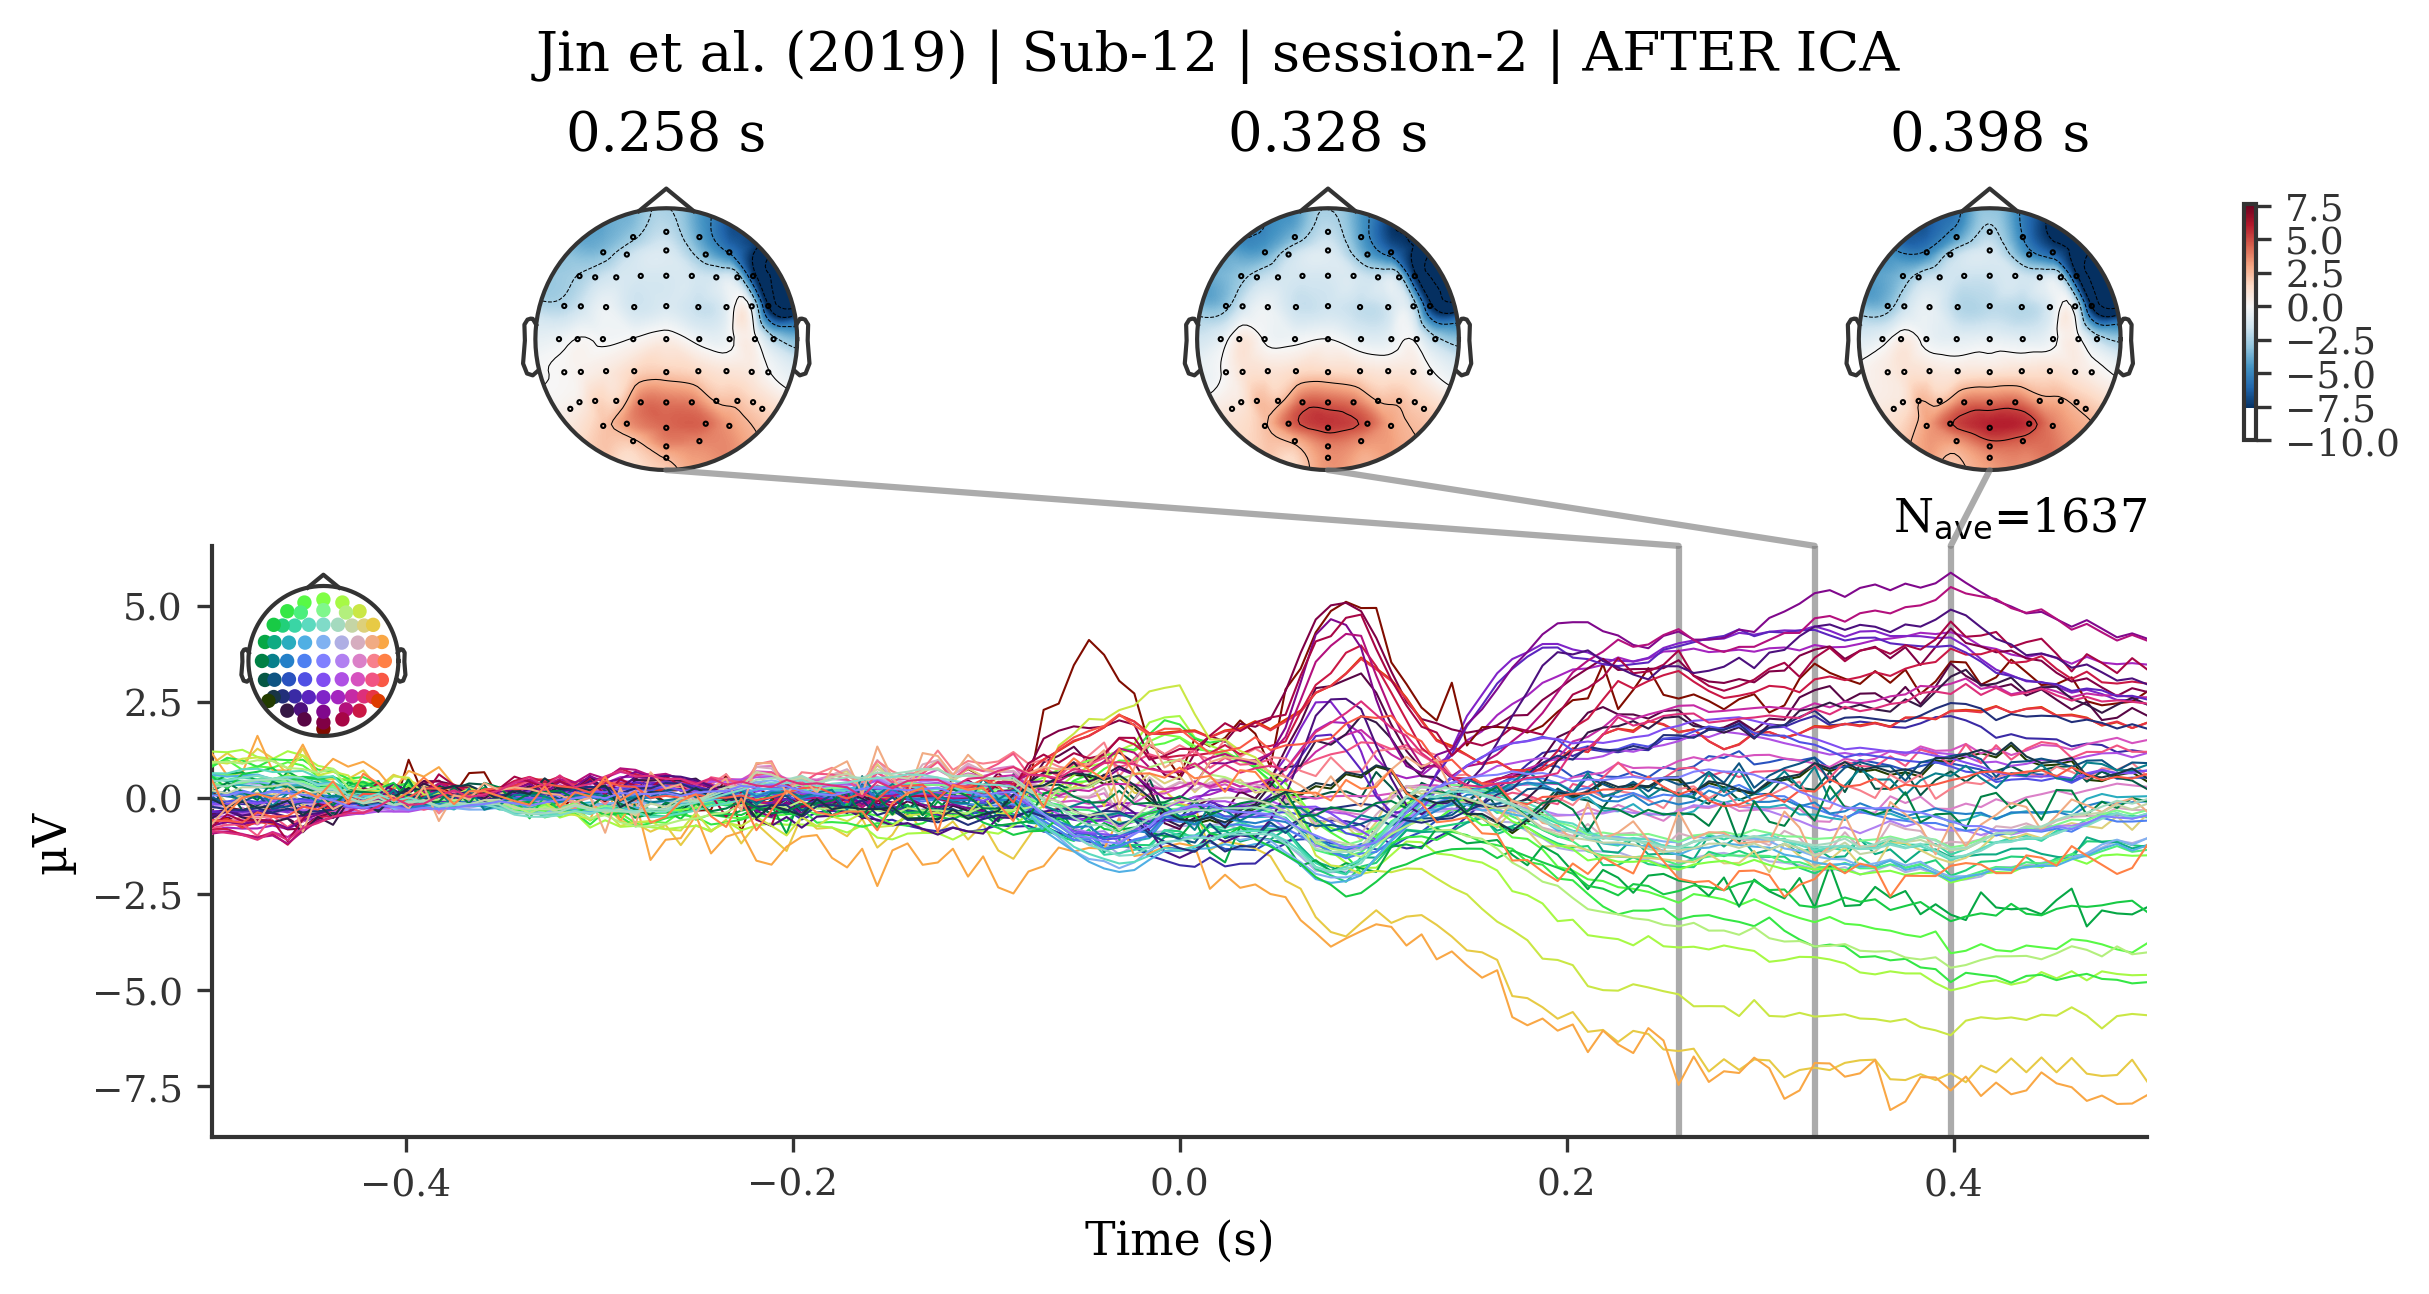 Jin et al. (2019) | Sub-12 | session-2 | AFTER ICA
0.258 s
0.328 s
0.398 s
7.5
5.0
2.5
0.0
−2.5
−5.0
−7.5
−10.0
Nave=1637
5.0
2.5
0.0
−2.5
−5.0
−7.5
µV
−0.4
−0.2
0.0
0.2
0.4
Time (s)